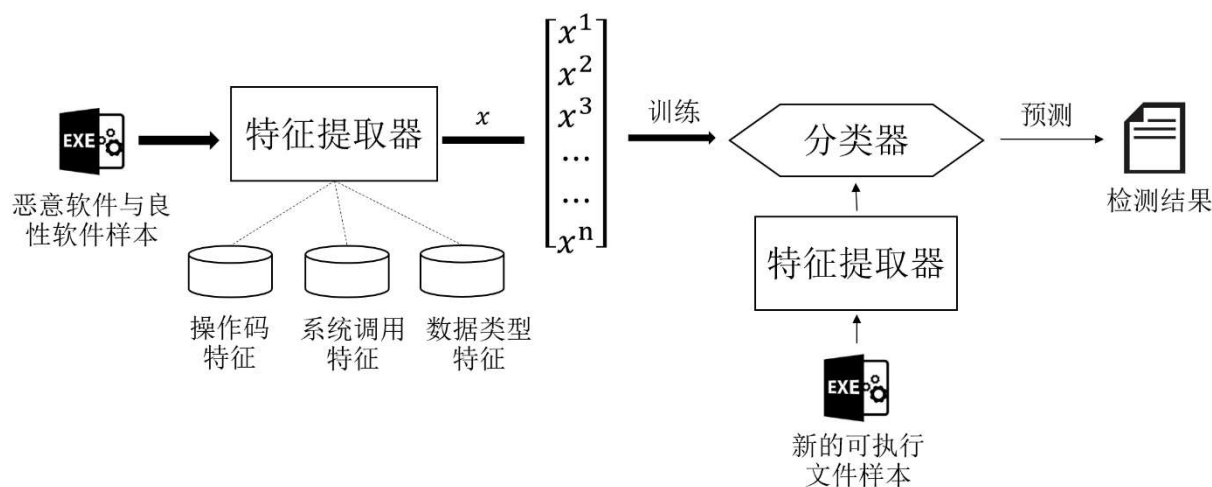 EXE
恶意软件与良
性软件样本
特征提取器
操作码
特征
系统调用
特征
数据类型
特征
x
x¹
x²
x³
...
...
xⁿ
训练
分类器
预测
检测结果
特征提取器
EXE
新的可执行
文件样本